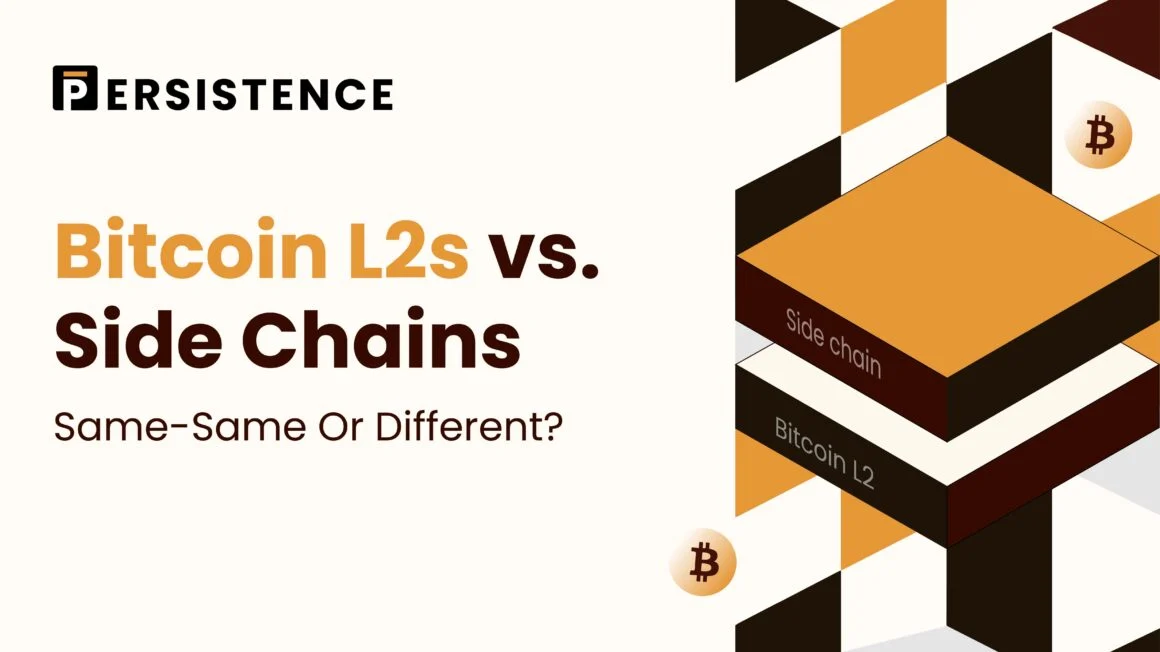 PERSISTENCE
Bitcoin L2s vs.
Side Chains
Same-Same Or Different?
Side chain
Bitcoin L2